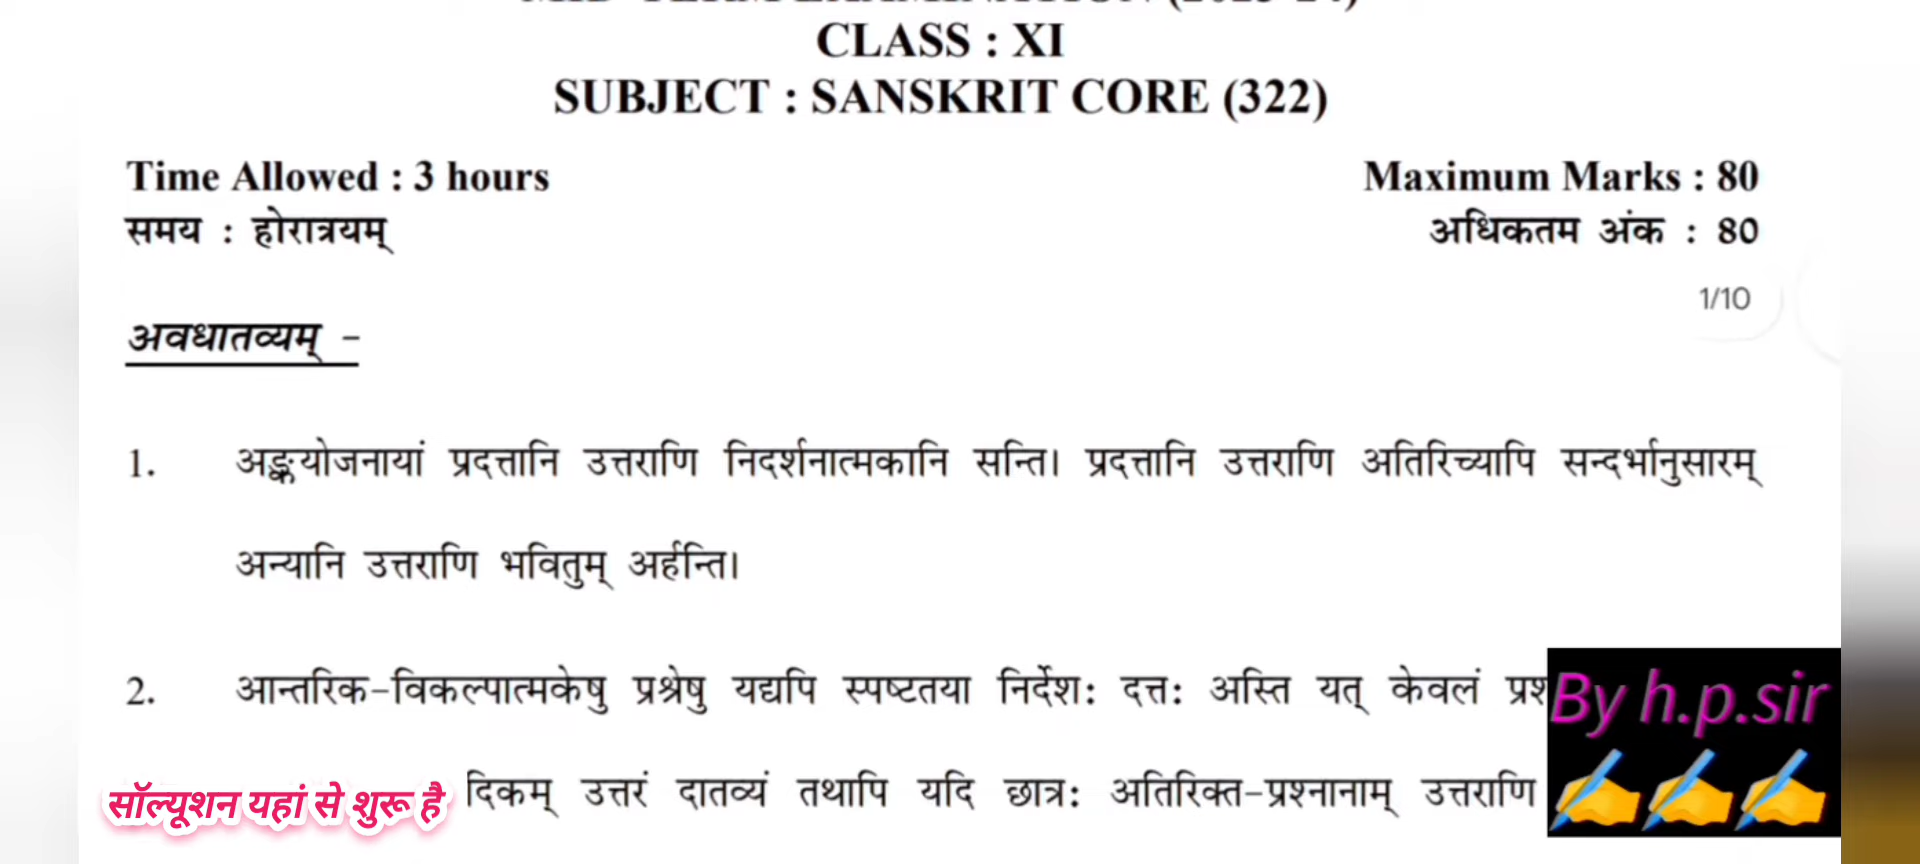 CLASS : XI
SUBJECT : SANSKRIT CORE (322)
Time Allowed : 3 hours Maximum Marks : 80
समय : होरात्रयम् अधिकतम अंक : 80
1/10
अवधातव्यम् -
1. अङ्कयोजनायां प्रदत्तानि उत्तराणि निदर्शनात्मकानि सन्ति। प्रदत्तानि उत्तराणि अतिरिच्यापि सन्दर्भानुसारम्
अन्यानि उत्तराणि भवितुम् अर्हन्ति।
2. आन्तरिक-विकल्पात्मकेषु प्रश्नेषु यद्यपि स्पष्टतया निर्देशः दत्तः अस्ति यत् केवलं
By h.p.sir
सॉल्यूशन यहां से शुरू है
दिकम् उत्तरं दातव्यं तथापि यदि छात्रः अतिरिक्त-प्रश्नानाम् उत्तराणि